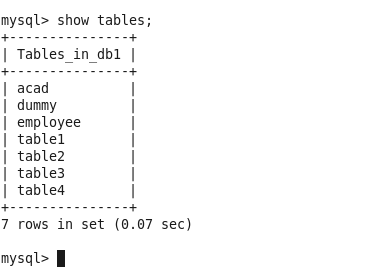 mysql> show tables;
+---------------+
| Tables_in_db1 |
+---------------+
| acad          |
| dummy         |
| employee      |
| table1        |
| table2        |
| table3        |
| table4        |
+---------------+
7 rows in set (0.07 sec)
mysql>